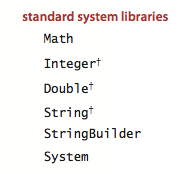 standard system libraries
Math
Integer†
Double†
String†
StringBuilder
System